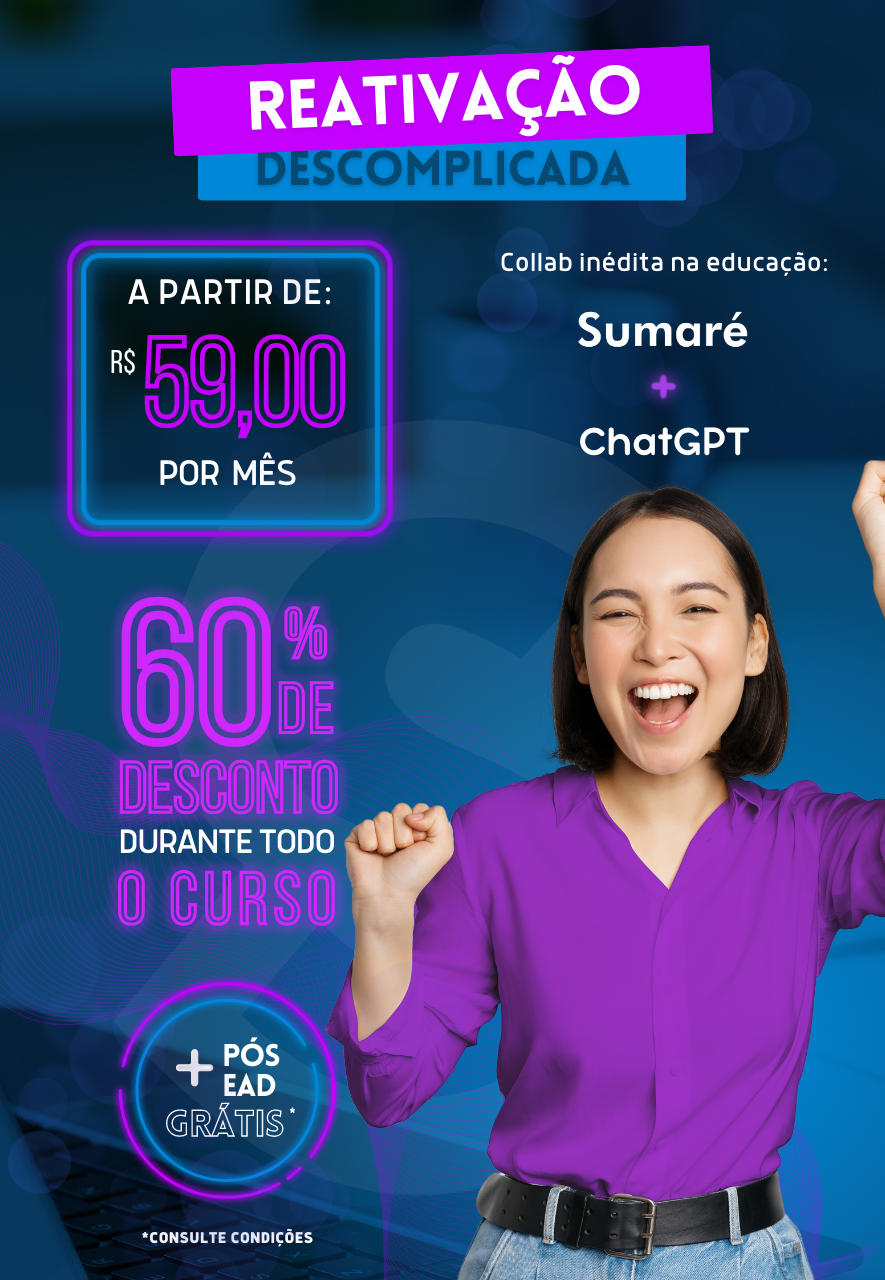 REATIVAÇÃO
DESCOMPLICADA
A PARTIR DE:
R$ 59,00
POR MÊS
Collab inédita na educação:
Sumaré
+
ChatGPT
60%
DE
DESCONTO
DURANTE TODO
O CURSO
+ PÓS
EAD
GRÁTIS*
*CONSULTE CONDIÇÕES